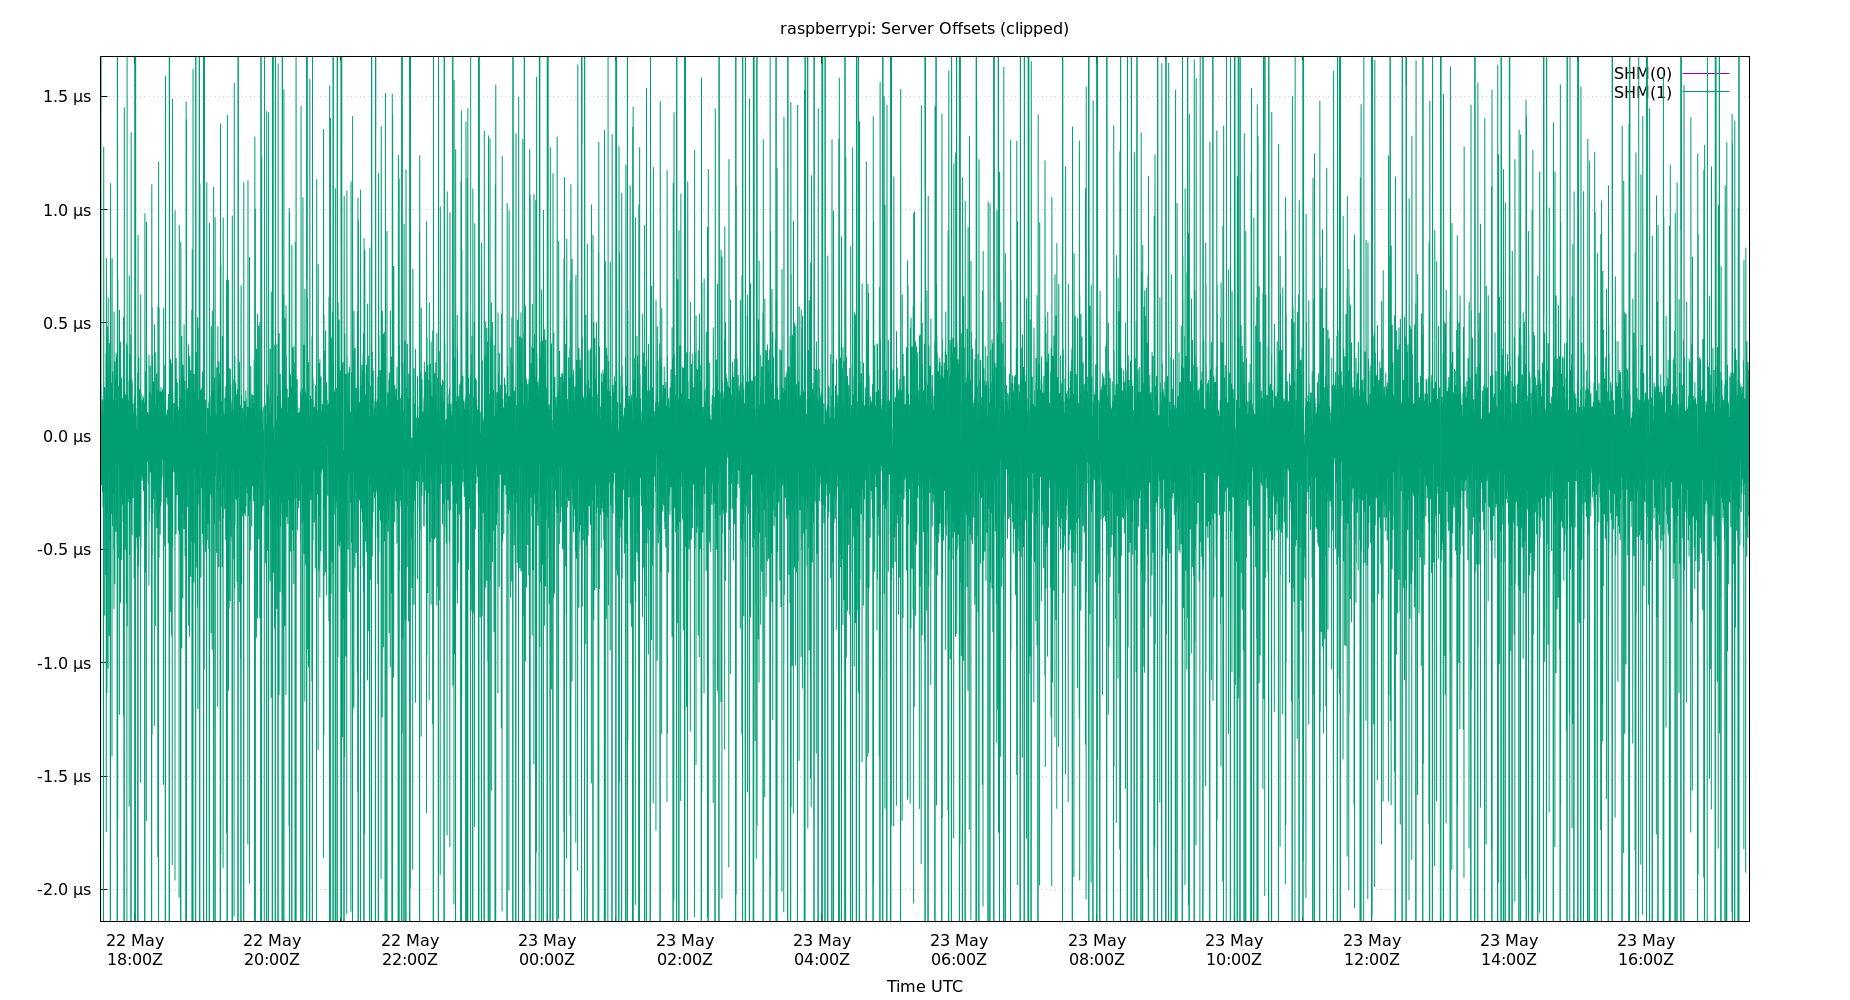 raspberrypi: Server Offsets (clipped)
SHM(0)
SHM(1)
1.5 µs
1.0 µs
0.5 µs
0.0 µs
-0.5 µs
-1.0 µs
-1.5 µs
-2.0 µs
22 May 22 May 22 May 23 May 23 May 23 May 23 May 23 May 23 May 23 May 23 May 23 May
18:00Z 20:00Z 22:00Z 00:00Z 02:00Z 04:00Z 06:00Z 08:00Z 10:00Z 12:00Z 14:00Z 16:00Z
Time UTC